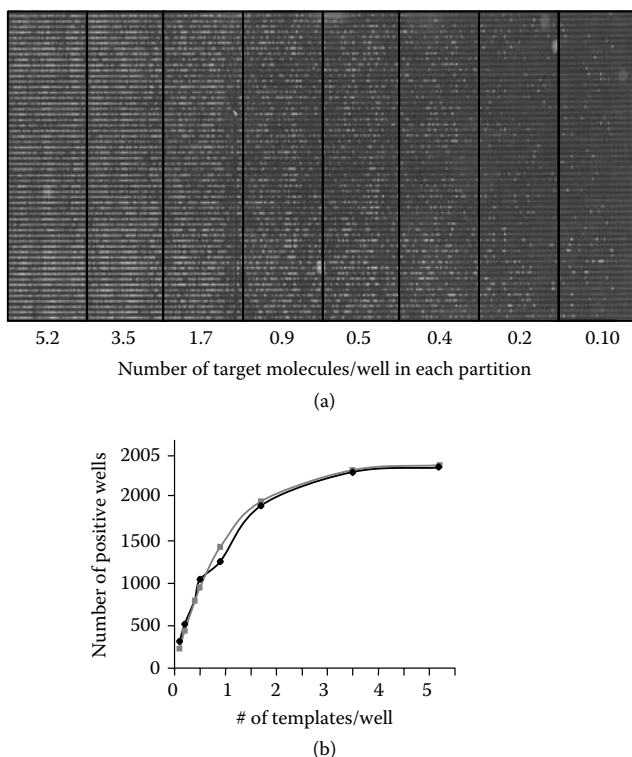 5.2 3.5 1.7 0.9 0.5 0.4 0.2 0.10
Number of target molecules/well in each partition
(a)
2005
2000
1500
1000
500
0
Number of positive wells
0 1 2 3 4 5
# of templates/well
(b)